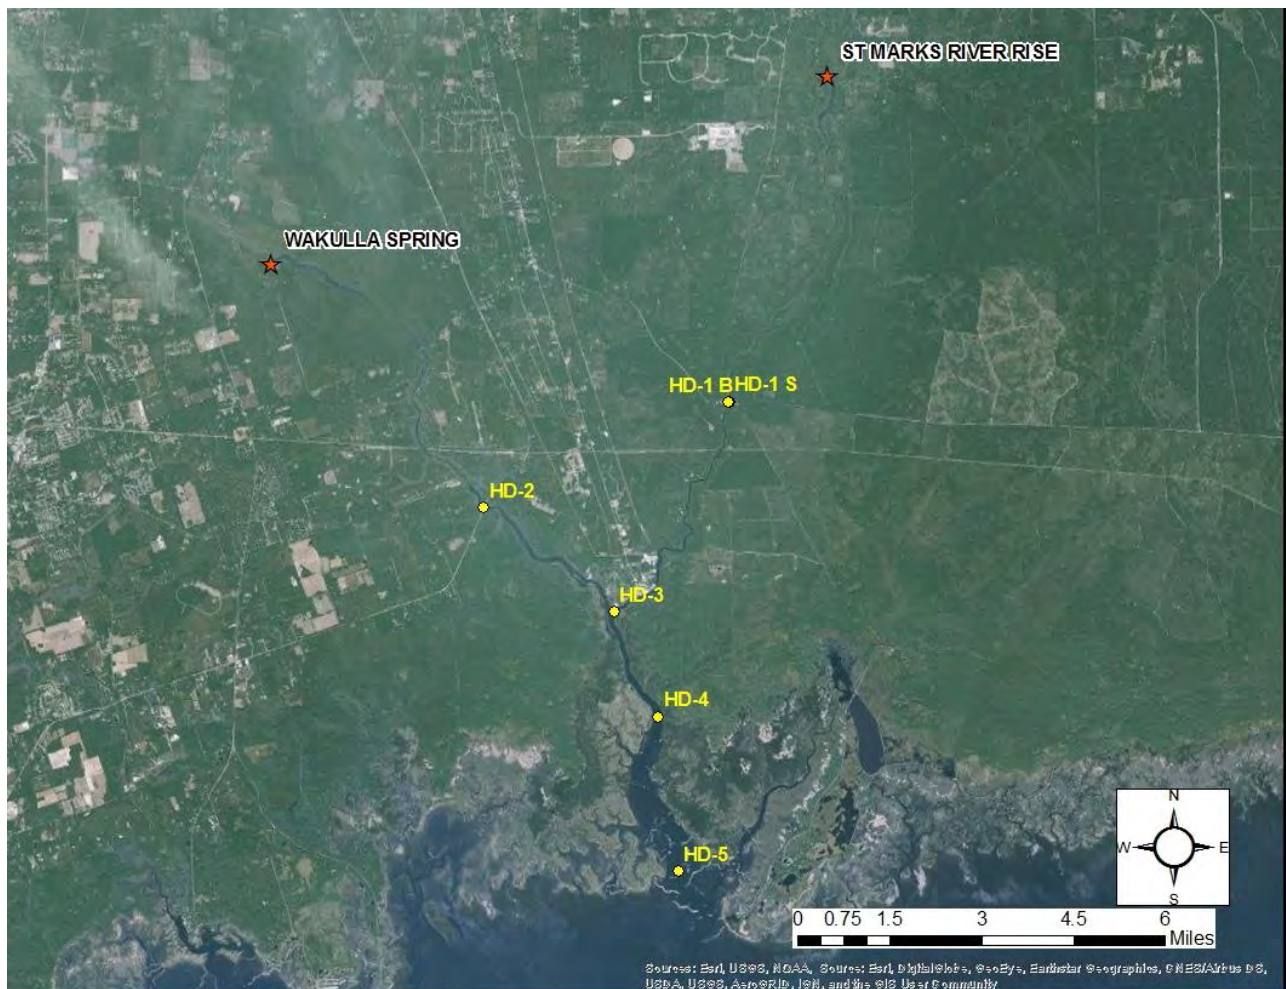 ST MARKS RIVER RISE
WAKULLA SPRING
HD-1 B HD-1 S
HD-2
HD-3
HD-4
HD-5
N
W E
S
0 0.75 1.5 3 4.5 6
Miles
Sources: Esri, USGS, NOAA, Source: Esri, DigitalGlobe, GeoEye, Earthstar Geographics, CNES/Airbus DS,
USDA, USGS, AeroGRID, IGN, and the GIS User Community